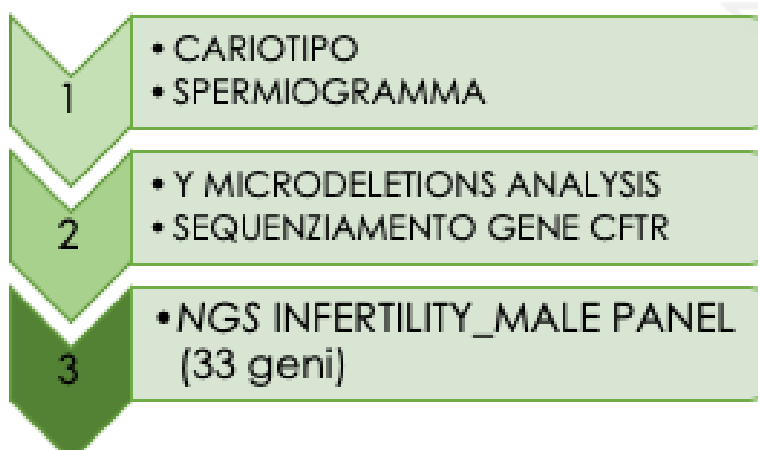 1
• CARIOTIPO
• SPERMIOGRAMMA
2
• Y MICRODELETIONS ANALYSIS
• SEQUENZIAMENTO GENE CFTR
3
• NGS INFERTILITY_MALE PANEL
(33 geni)